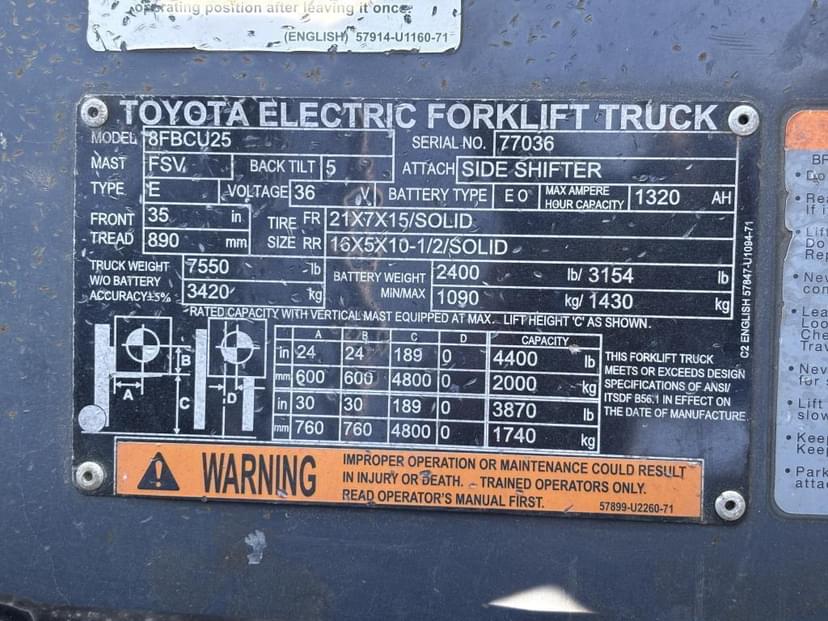 operating position after leaving it once.
(ENGLISH) 57914-U1160-71
TOYOTA ELECTRIC FORKLIFT TRUCK
MODEL 8FBCU25 SERIAL NO. 77036
MAST FSV BACK TILT 5 ATTACH SIDE SHIFTER
TYPE E VOLTAGE 36 V BATTERY TYPE E O MAX AMPERE HOUR CAPACITY 1320 AH
FRONT 35 in TIRE FR 21X7X15/SOLID
TREAD 890 mm SIZE RR 16X5X10-1/2/SOLID
TRUCK WEIGHT 7550 lb BATTERY WEIGHT 2400 lb/ 3154 lb
W/O BATTERY
ACCURACY±5% 3420 kg MIN/MAX 1090 kg/ 1430 kg
RATED CAPACITY WITH VERTICAL MAST EQUIPPED AT MAX. LIFT HEIGHT 'C' AS SHOWN.
A B C D CAPACITY
in 24 24 189 0 4400 lb
mm 600 600 4800 0 2000 kg
in 30 30 189 0 3870 lb
mm 760 760 4800 0 1740 kg
A B C D
THIS FORKLIFT TRUCK
MEETS OR EXCEEDS DESIGN
SPECIFICATIONS OF ANSI/
ITSDF B56.1 IN EFFECT ON
THE DATE OF MANUFACTURE.
C2 ENGLISH 57847-U1094-71
WARNING
IMPROPER OPERATION OR MAINTENANCE COULD RESULT
IN INJURY OR DEATH. TRAINED OPERATORS ONLY.
READ OPERATOR'S MANUAL FIRST.
57899-U2260-71